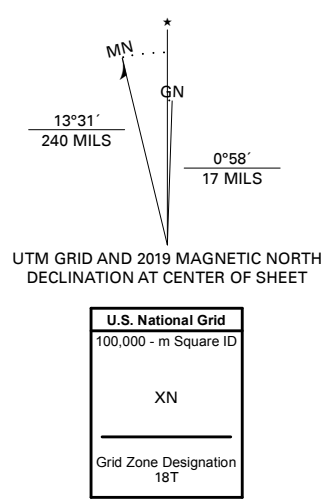 MN
GN
13°31´
240 MILS
0°58´
17 MILS
UTM GRID AND 2019 MAGNETIC NORTH
DECLINATION AT CENTER OF SHEET
U.S. National Grid
100,000 - m Square ID
XN
Grid Zone Designation
18T